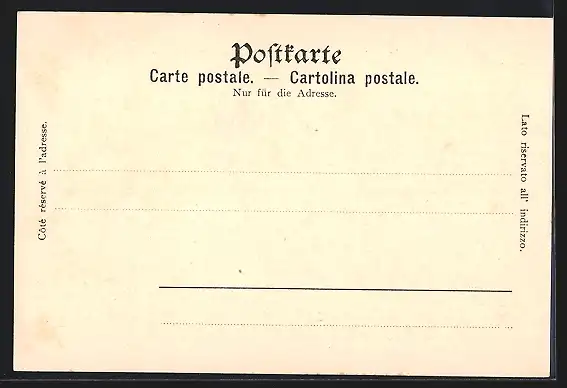 Postkarte
Carte postale. — Cartolina postale.
Nur für die Adresse.
Côté réservé à l'adresse.
Lato riservato all' indirizzo.